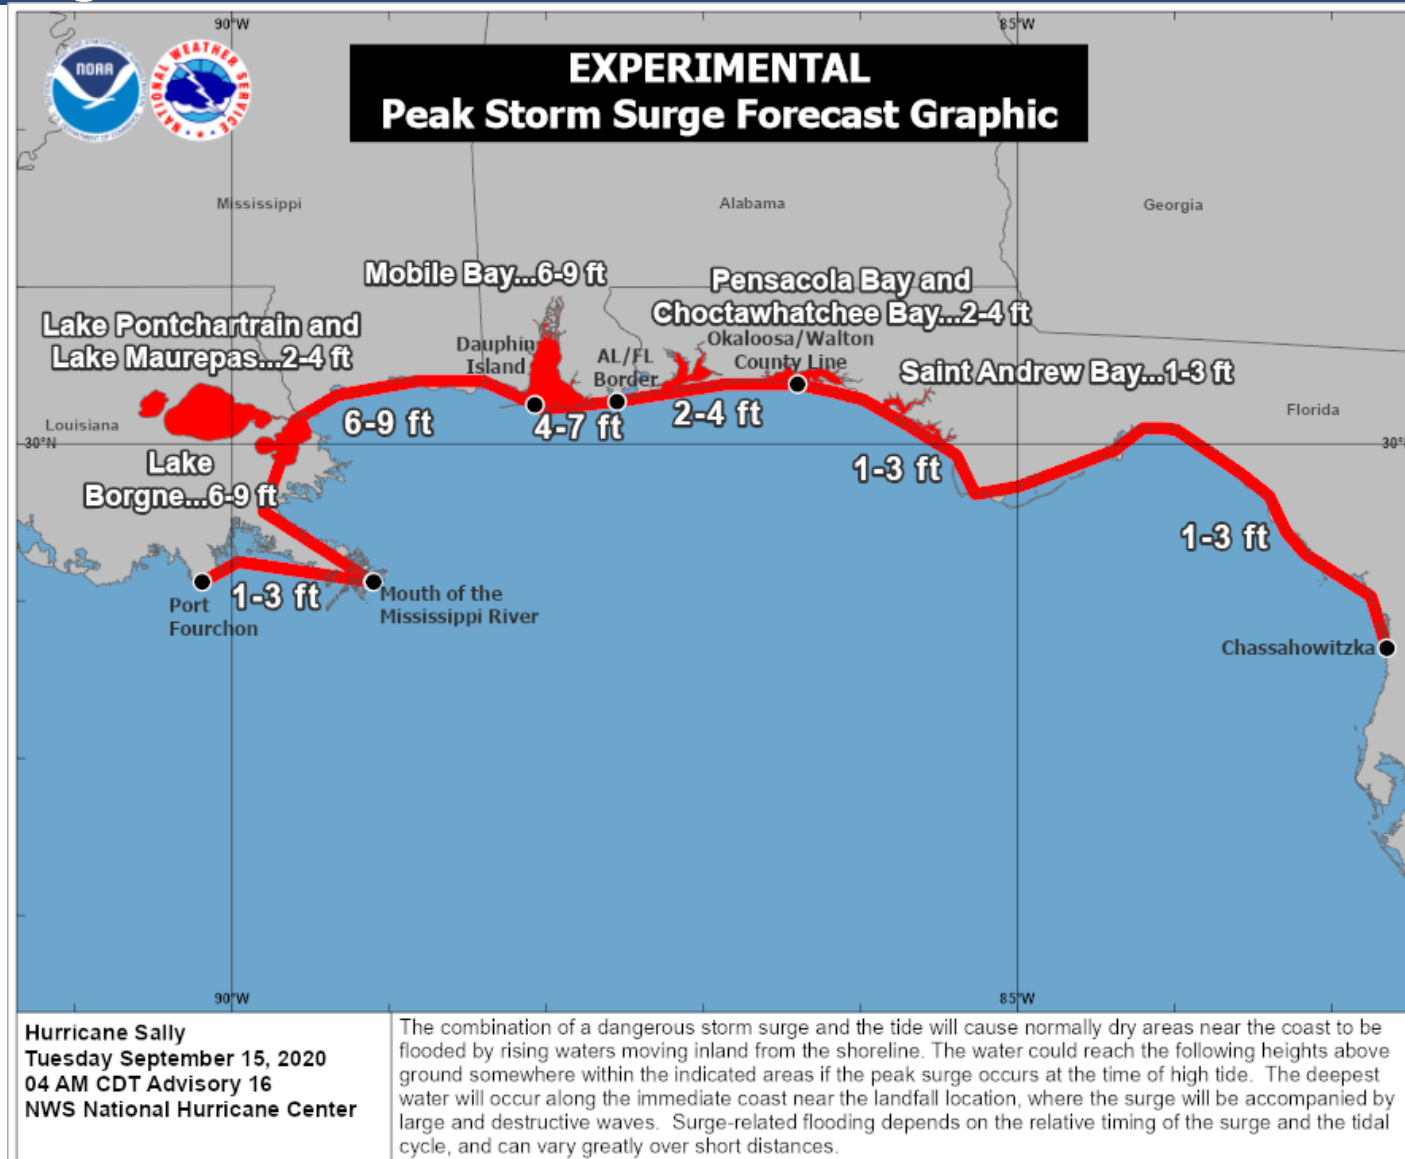 90°W
85°W
NOAA
NATIONAL WEATHER SERVICE
EXPERIMENTAL
Peak Storm Surge Forecast Graphic
Mississippi
Alabama
Georgia
Mobile Bay...6-9 ft
Pensacola Bay and
Choctawhatchee Bay...2-4 ft
Lake Pontchartrain and
Lake Maurepas...2-4 ft
Dauphin
Island
AL/FL
Border
Okaloosa/Walton
County Line
Saint Andrew Bay...1-3 ft
Louisiana
6-9 ft
4-7 ft
2-4 ft
Florida
30°N
30°
Lake
Borgne...6-9 ft
1-3 ft
1-3 ft
Port
Fourchon
1-3 ft
Mouth of the
Mississippi River
Chassahowitzka
90°W
85°W
Hurricane Sally
Tuesday September 15, 2020
04 AM CDT Advisory 16
NWS National Hurricane Center
The combination of a dangerous storm surge and the tide will cause normally dry areas near the coast to be
flooded by rising waters moving inland from the shoreline. The water could reach the following heights above
ground somewhere within the indicated areas if the peak surge occurs at the time of high tide. The deepest
water will occur along the immediate coast near the landfall location, where the surge will be accompanied by
large and destructive waves. Surge-related flooding depends on the relative timing of the surge and the tidal
cycle, and can vary greatly over short distances.